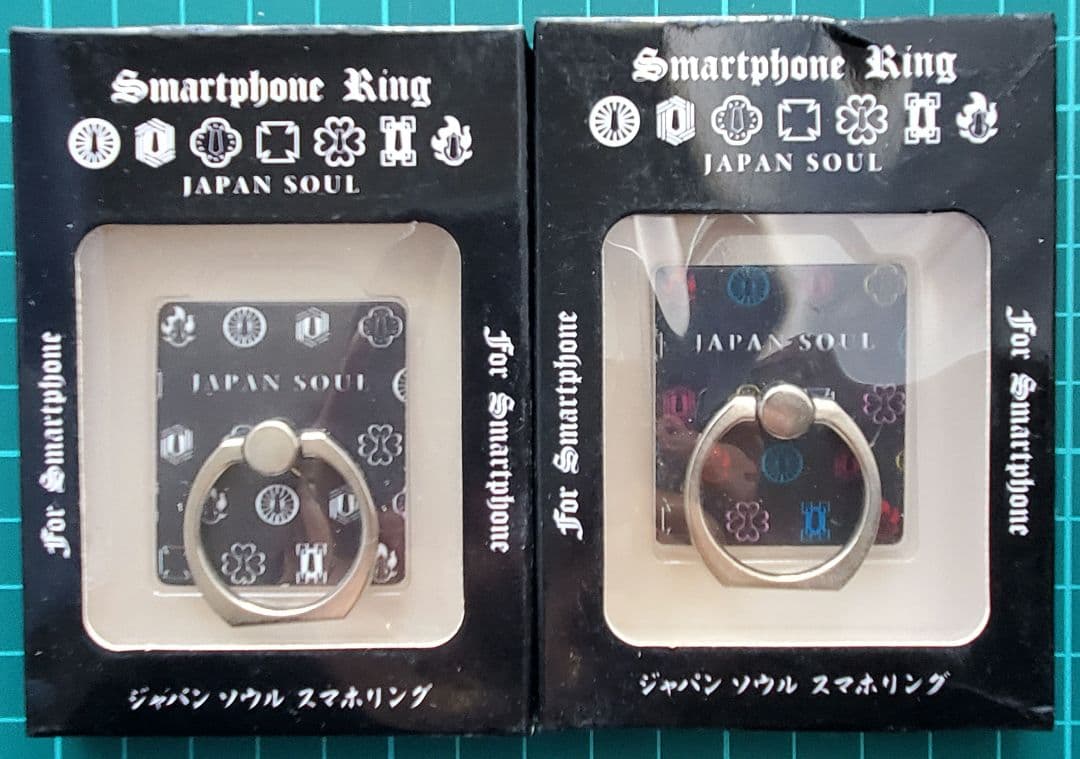 Smartphone Ring
JAPAN SOUL
For Smartphone
JAPAN SOUL
For Smartphone
ジャパン ソウル スマホリング
Smartphone Ring
JAPAN SOUL
For Smartphone
JAPAN SOUL
For Smartphone
ジャパン ソウル スマホリング